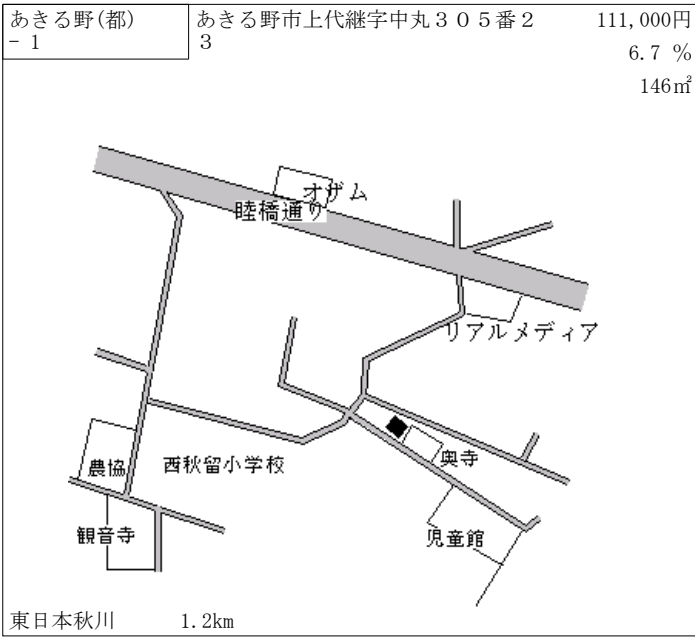 あきる野(都)
－1
あきる野市上代継字中丸３０５番２
３
111,000円
6.7 %
146㎡
オザム
睦橋通り
リアルメディア
農協
西秋留小学校
奥寺
観音寺
児童館
東日本秋川
1.2km